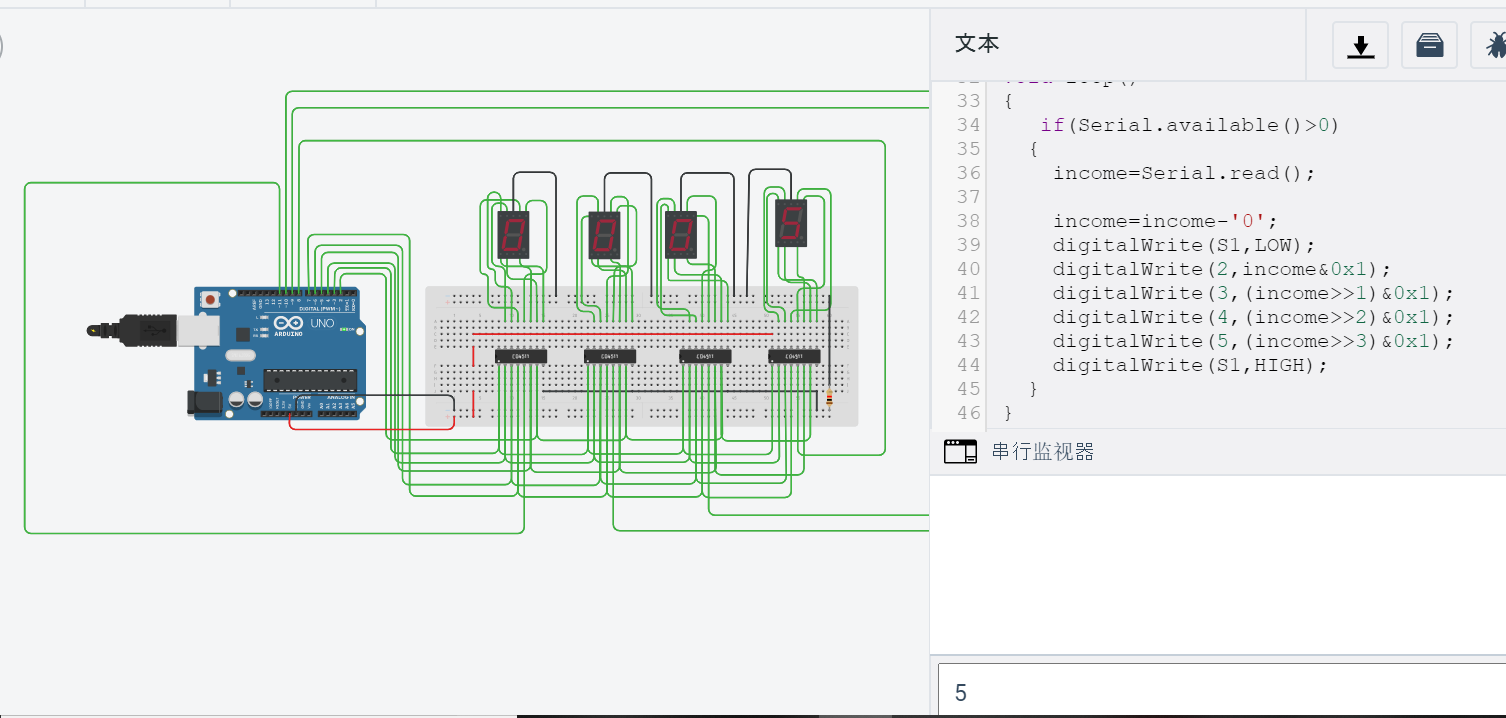 文本
32 void loop()
33 {
34 if(Serial.available()>0)
35 {
36 income=Serial.read();
37
38 income=income-'0';
39 digitalWrite(S1,LOW);
40 digitalWrite(2,income&0x1);
41 digitalWrite(3,(income>>1)&0x1);
42 digitalWrite(4,(income>>2)&0x1);
43 digitalWrite(5,(income>>3)&0x1);
44 digitalWrite(S1,HIGH);
45 }
46 }
串行监视器
5
DIGITAL (PWM~)
UNO
ARDUINO
POWER
ANALOG IN
CD4511
CD4511
CD4511
CD4511